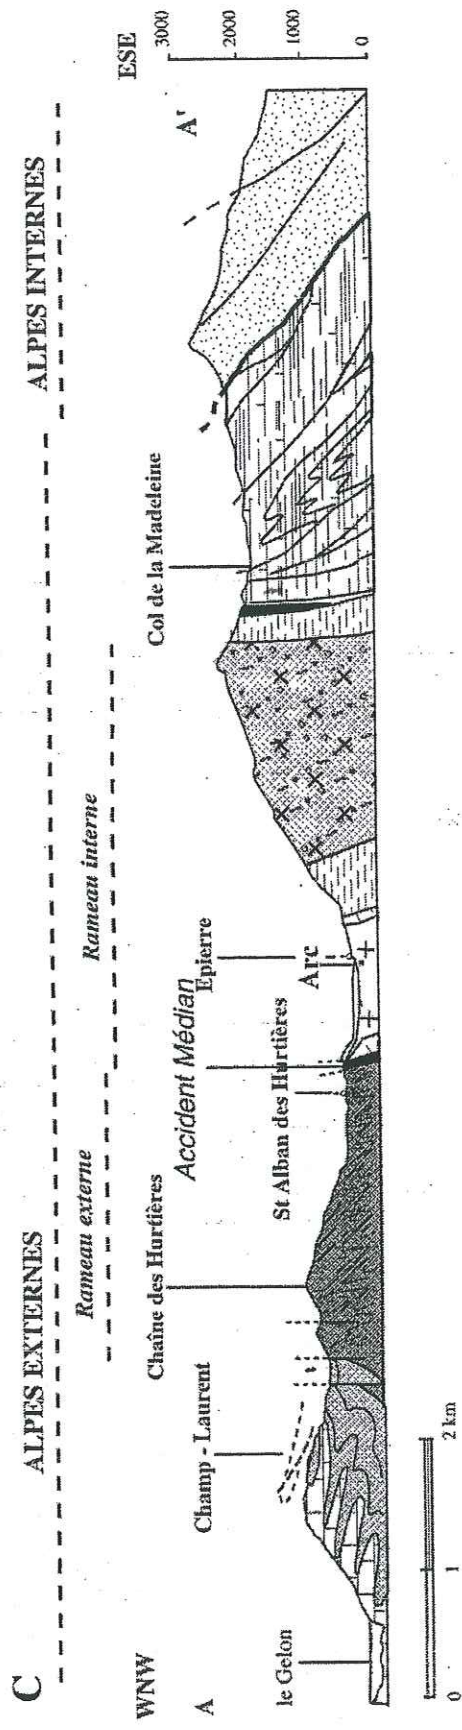 C
ALPES EXTERNES
ALPES INTERNES
Rameau externe
Rameau interne
WNW
ESE
A
A'
le Gelon
Champ - Laurent
Chaîne des Hurtières
St Alban des Hurtières
Accident Médian
Epierre
Arc
Col de la Madeleine
3000
2000
1000
0
0
1
2 km